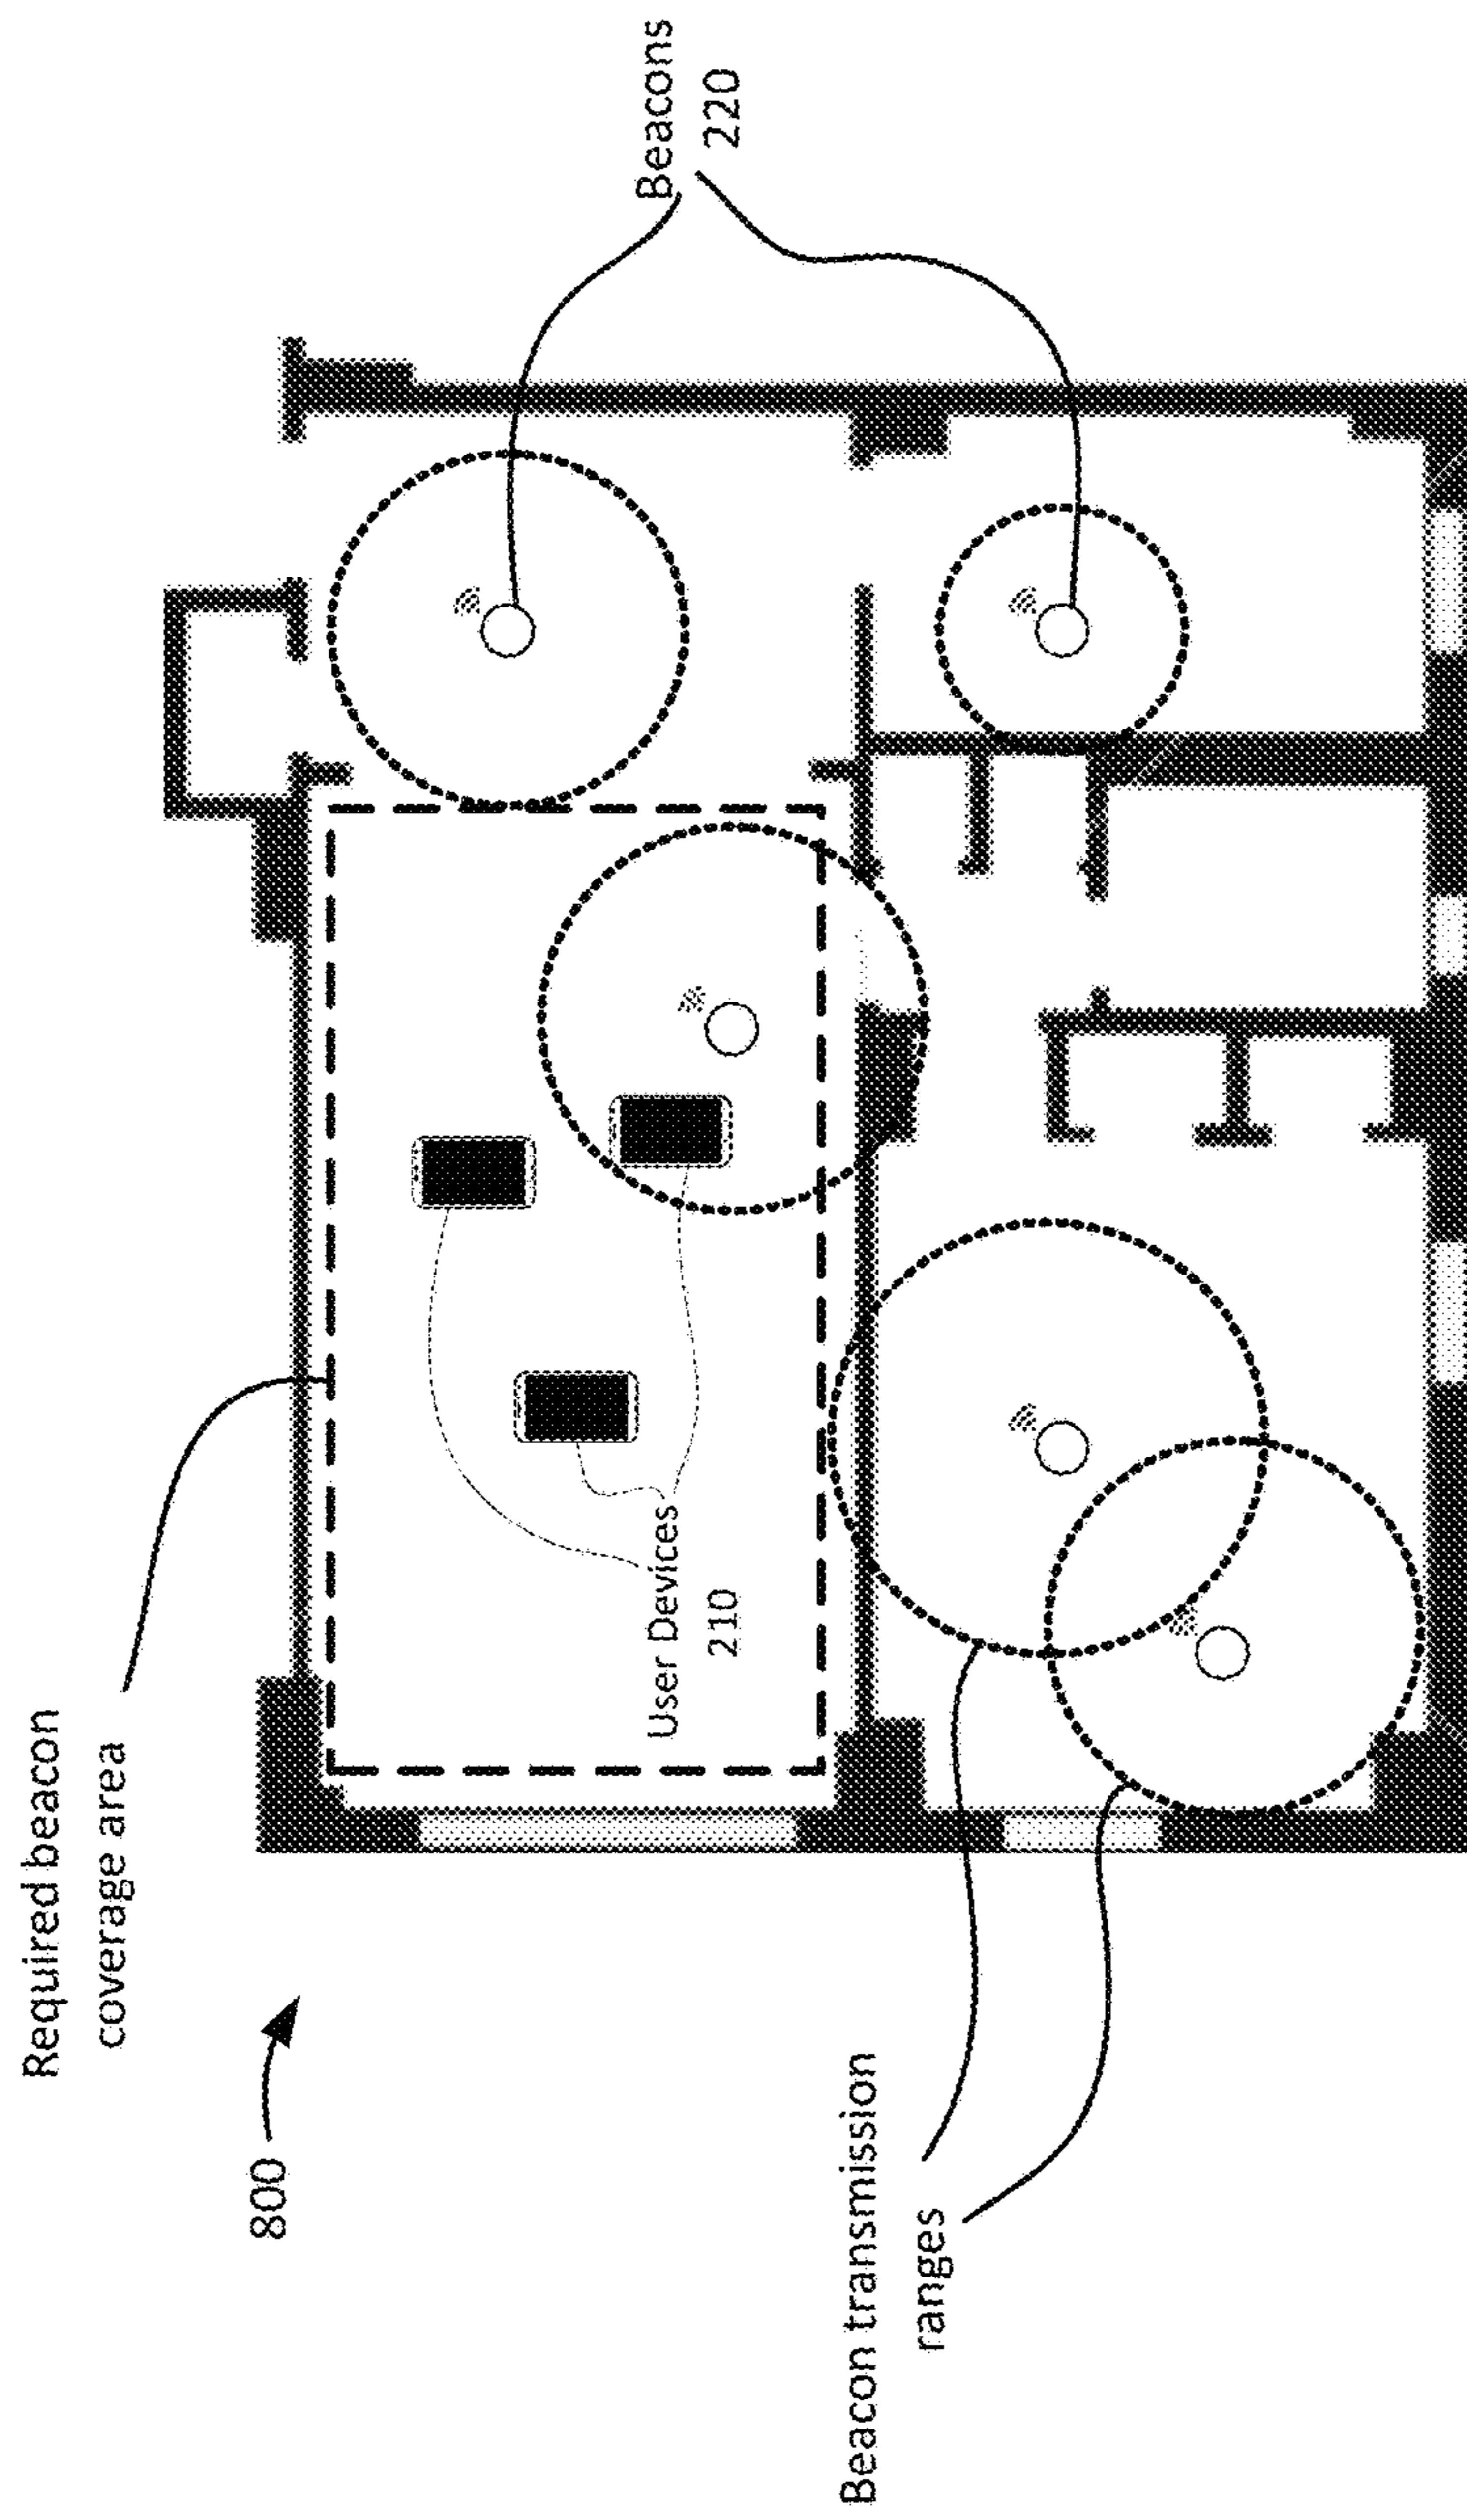 Required beacon
coverage area
800
Beacons
220
User Devices
210
Beacon transmission
ranges